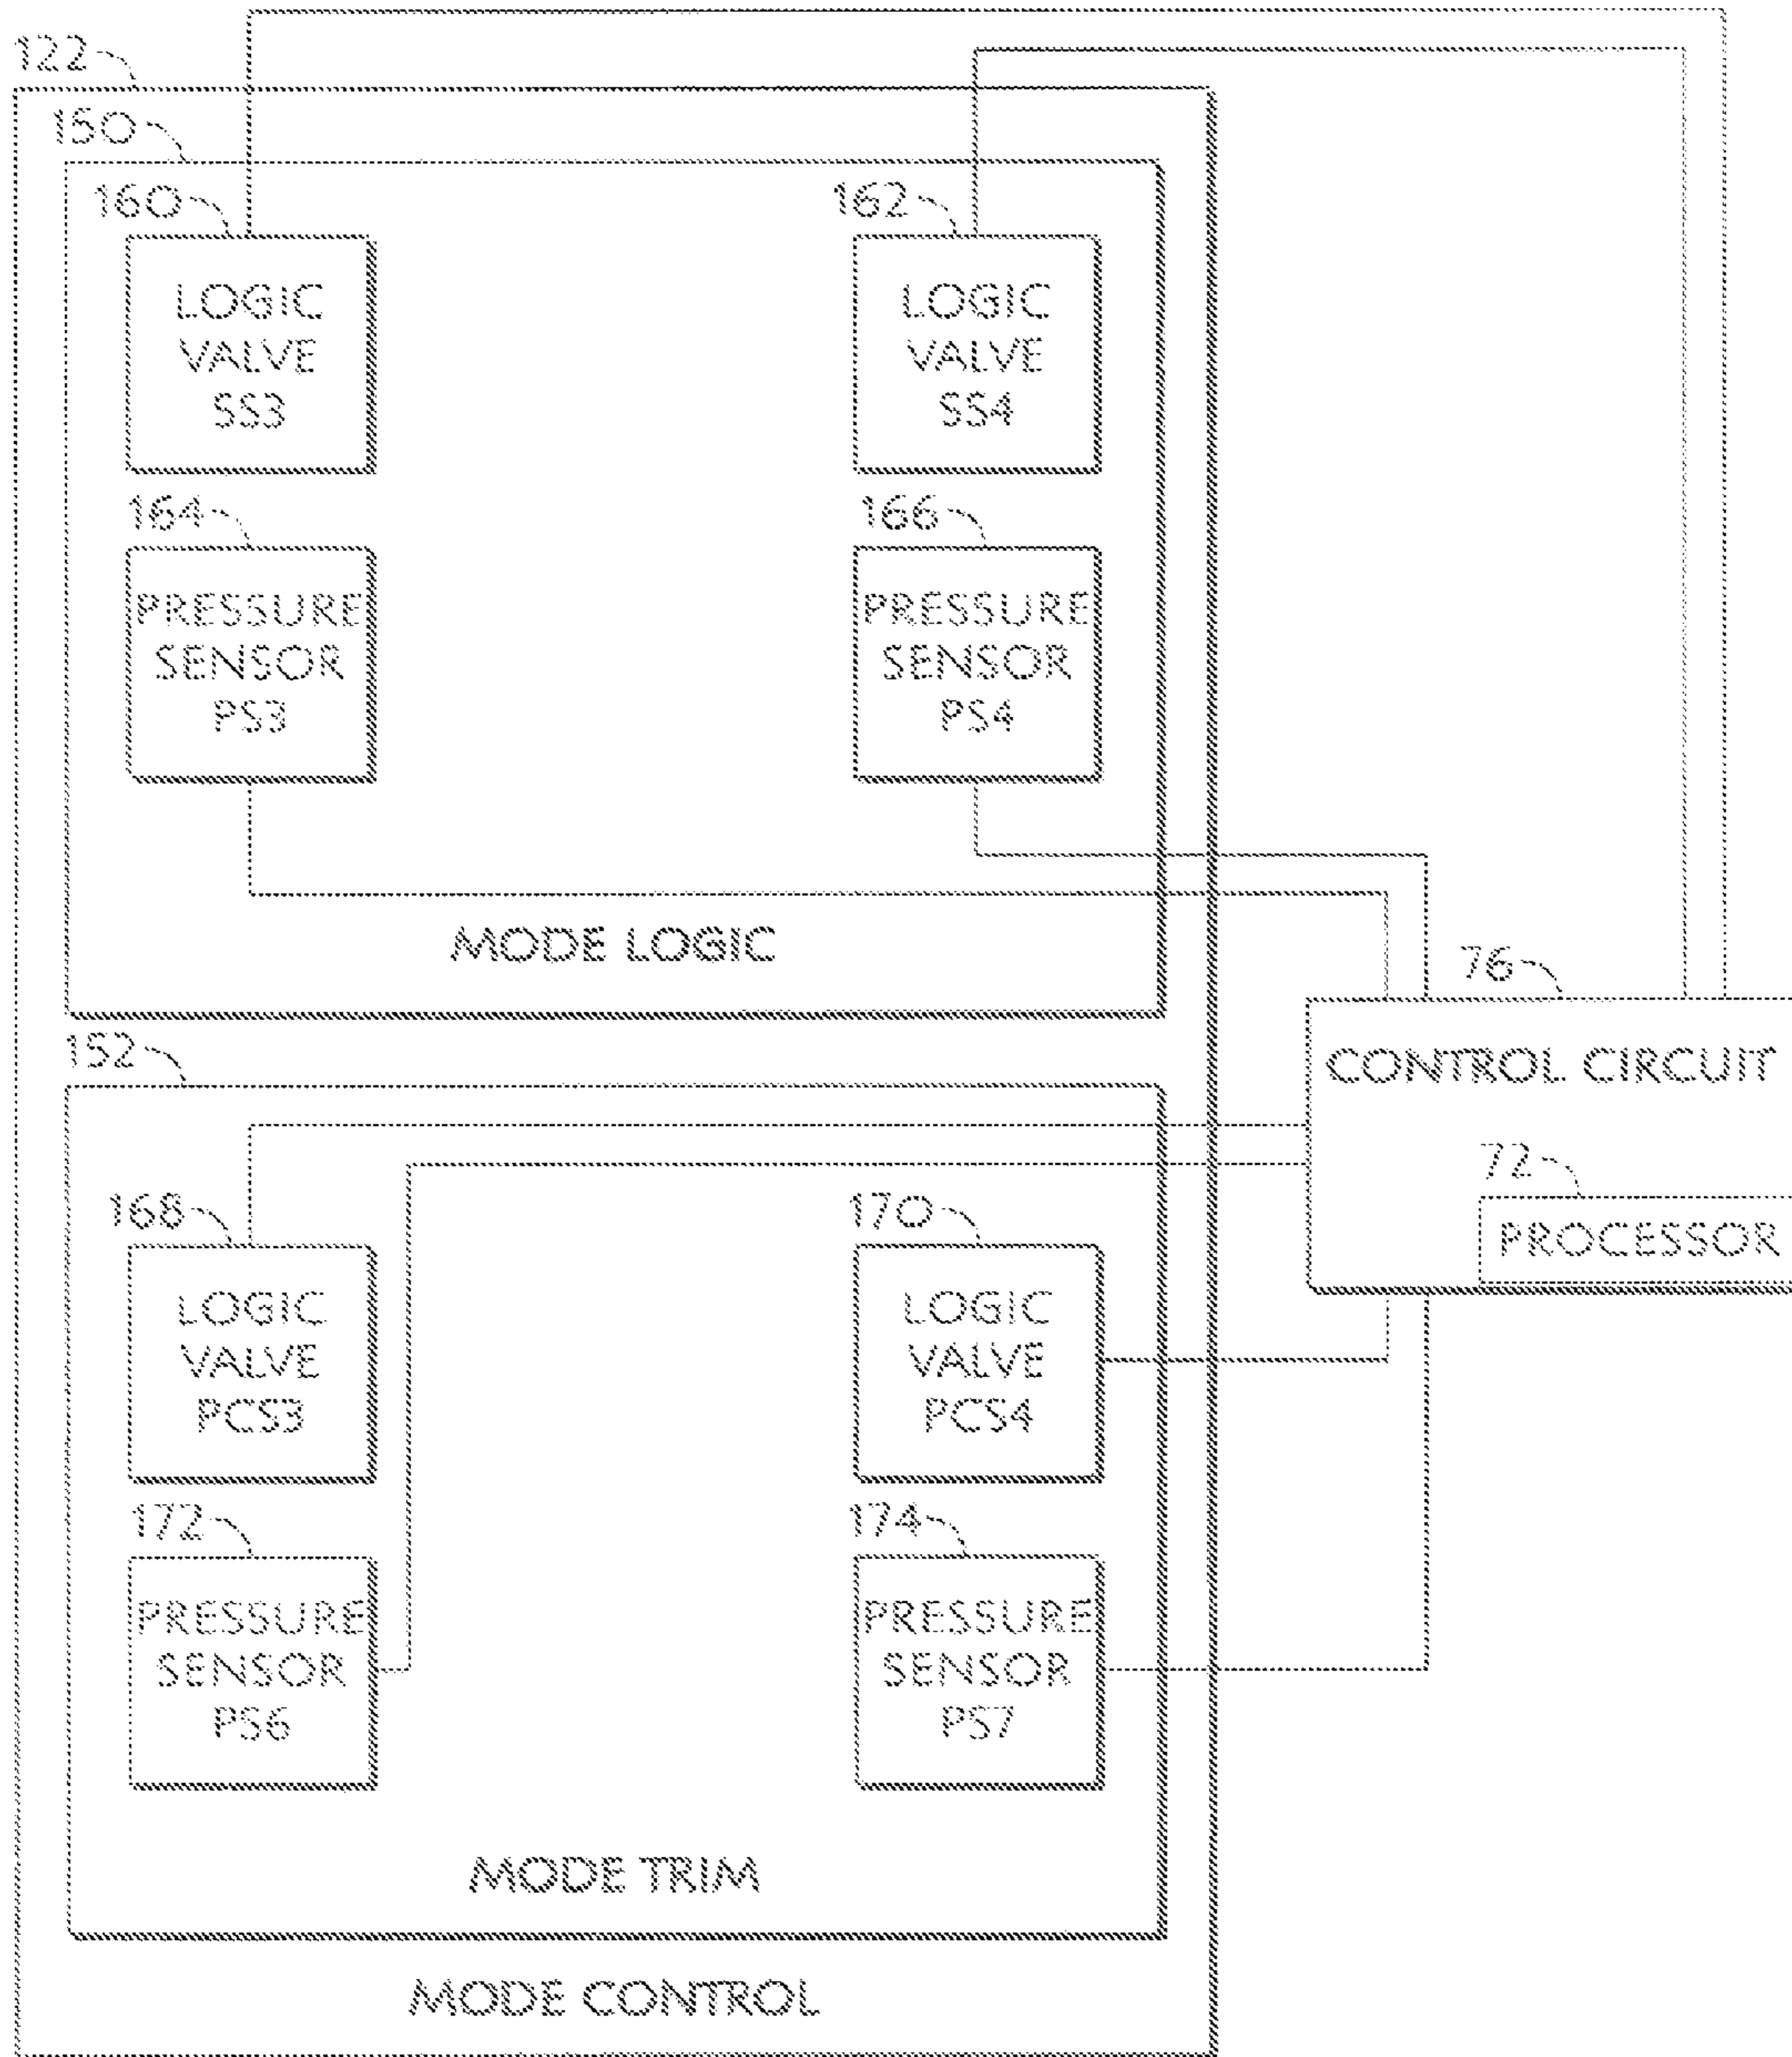 122
150
160
LOGIC
VALVE
SS3
162
LOGIC
VALVE
SS4
164
PRESSURE
SENSOR
PS3
166
PRESSURE
SENSOR
PS4
MODE LOGIC
76
CONTROL CIRCUIT
72
PROCESSOR
152
168
LOGIC
VALVE
PCS3
170
LOGIC
VALVE
PCS4
172
PRESSURE
SENSOR
PS6
174
PRESSURE
SENSOR
PS7
MODE TRIM
MODE CONTROL